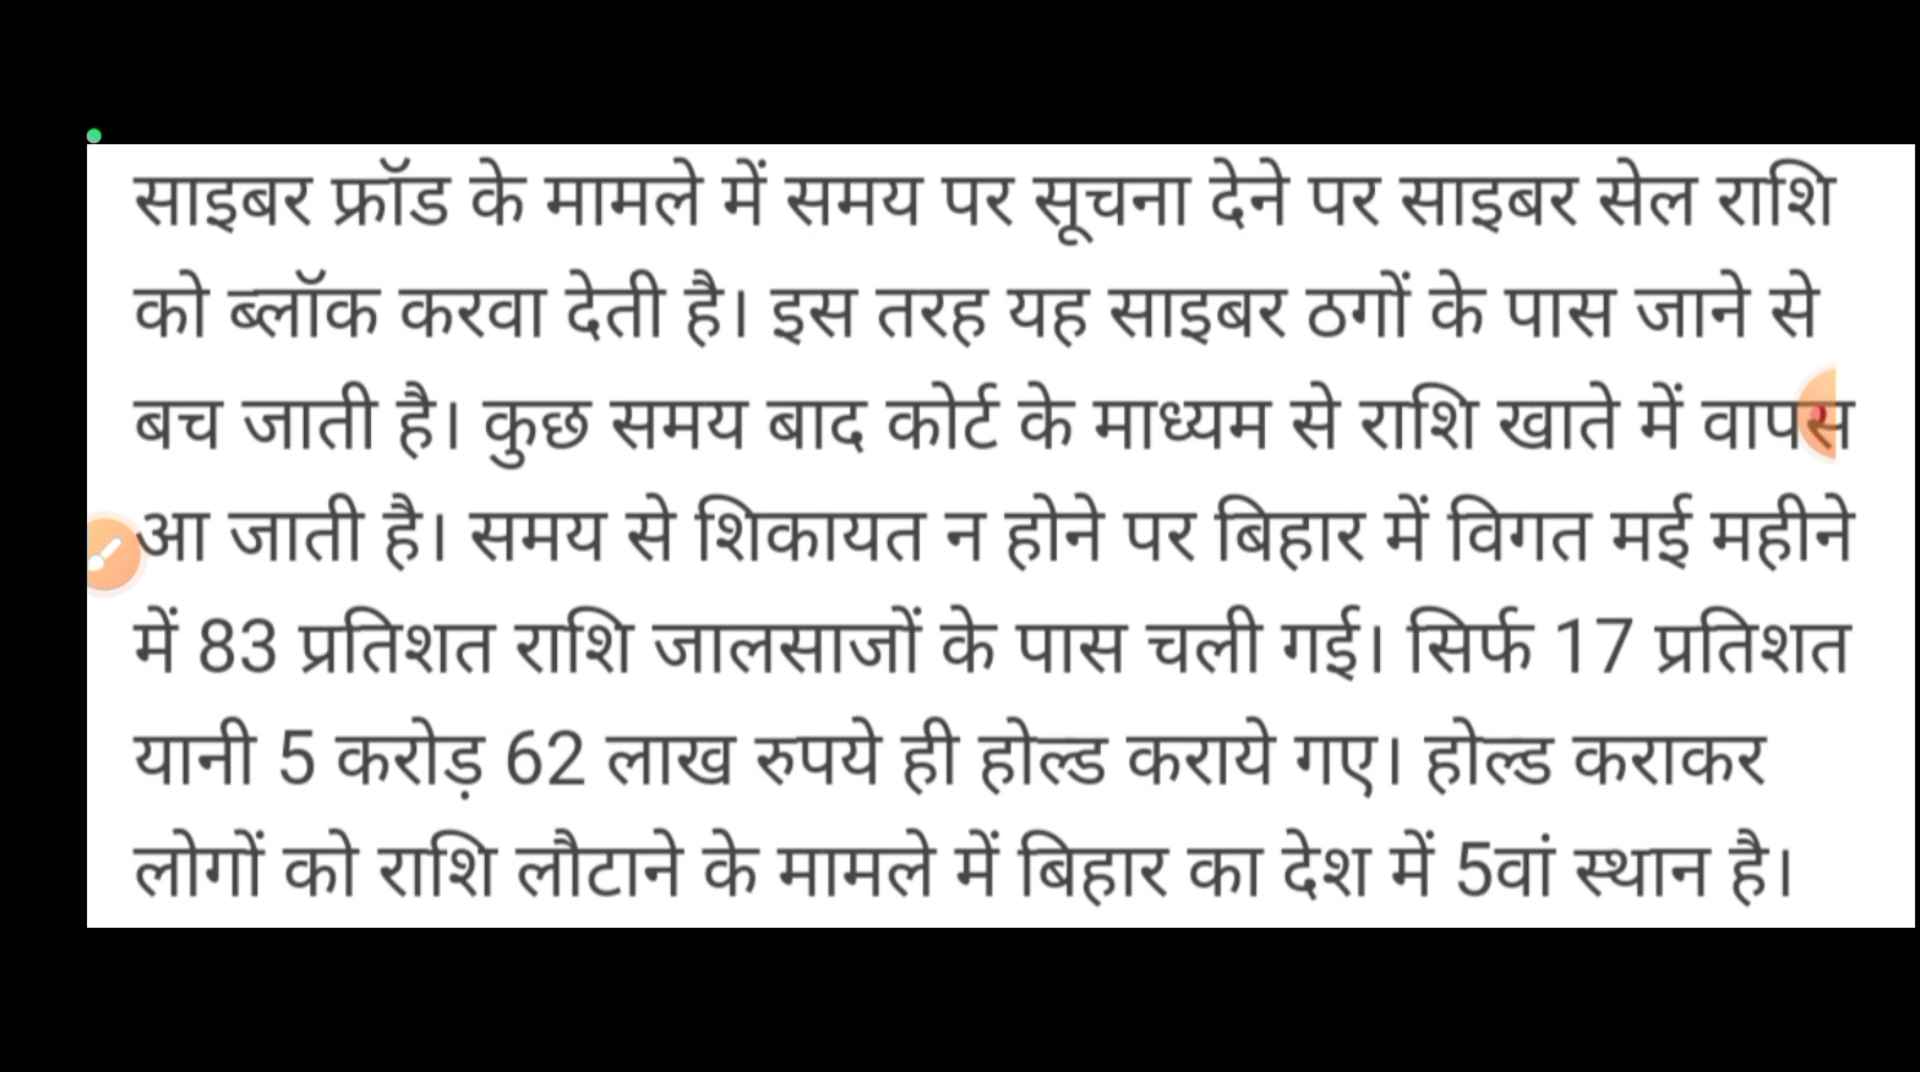 साइबर फ्रॉड के मामले में समय पर सूचना देने पर साइबर सेल राशि
को ब्लॉक करवा देती है। इस तरह यह साइबर ठगों के पास जाने से
बच जाती है। कुछ समय बाद कोर्ट के माध्यम से राशि खाते में वापस
आ जाती है। समय से शिकायत न होने पर बिहार में विगत मई महीने
में 83 प्रतिशत राशि जालसाजों के पास चली गई। सिर्फ 17 प्रतिशत
यानी 5 करोड़ 62 लाख रुपये ही होल्ड कराये गए। होल्ड कराकर
लोगों को राशि लौटाने के मामले में बिहार का देश में 5वां स्थान है।